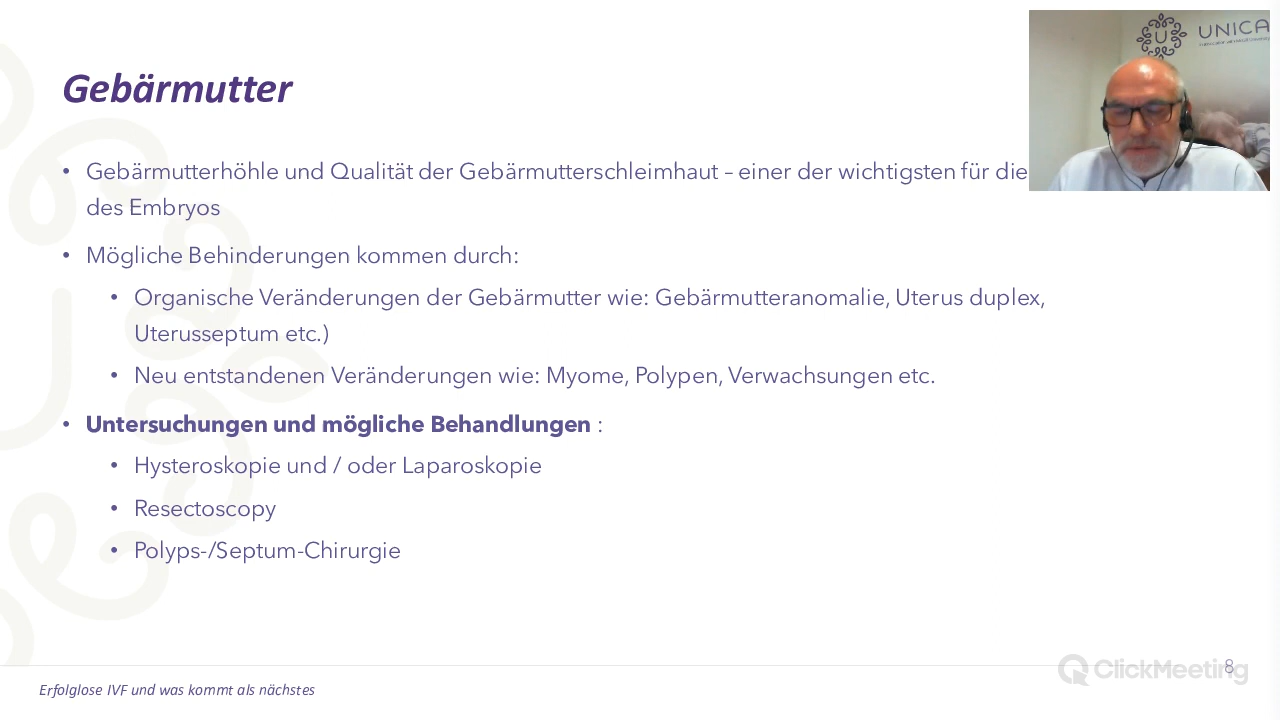 UNICA
Gebärmutter
• Gebärmutterhöhle und Qualität der Gebärmutterschleimhaut – einer der wichtigsten für die
des Embryos
• Mögliche Behinderungen kommen durch:
• Organische Veränderungen der Gebärmutter wie: Gebärmutteranomalie, Uterus duplex,
Uterusseptum etc.)
• Neu entstandenen Veränderungen wie: Myome, Polypen, Verwachsungen etc.
• Untersuchungen und mögliche Behandlungen :
• Hysteroskopie und / oder Laparoskopie
• Resectoscopy
• Polyps-/Septum-Chirurgie
ClickMeeting
8
Erfolglose IVF und was kommt als nächstes